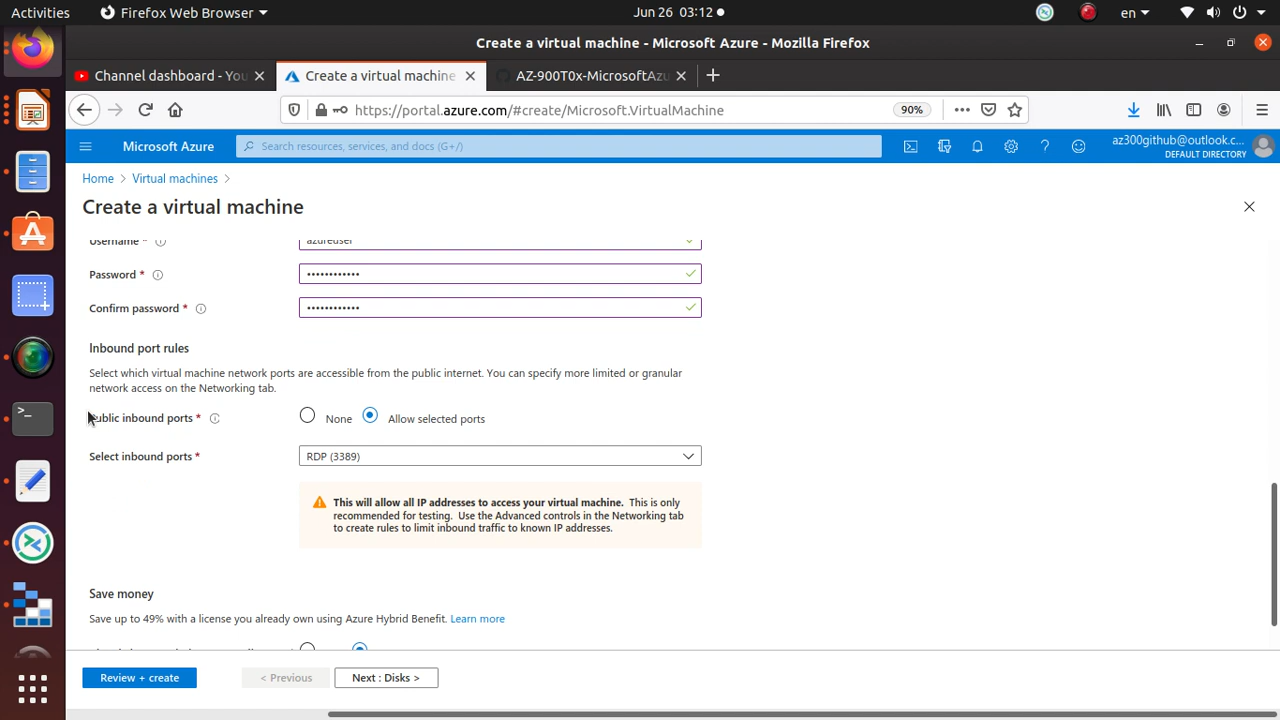 Activities
Firefox Web Browser
Jun 26 03:12
en
Create a virtual machine - Microsoft Azure - Mozilla Firefox
Channel dashboard - You
Create a virtual machine
AZ-900T0x-MicrosoftAzu
https://portal.azure.com/#create/Microsoft.VirtualMachine
90%
Microsoft Azure
Search resources, services, and docs (G+/)
az300github@outlook.c...
DEFAULT DIRECTORY
Home > Virtual machines >
Create a virtual machine
Username *
azureuser
Password *
••••••••••••
Confirm password *
••••••••••••
Inbound port rules
Select which virtual machine network ports are accessible from the public internet. You can specify more limited or granular
network access on the Networking tab.
Public inbound ports *
None
Allow selected ports
Select inbound ports *
RDP (3389)
This will allow all IP addresses to access your virtual machine. This is only
recommended for testing. Use the Advanced controls in the Networking tab
to create rules to limit inbound traffic to known IP addresses.
Save money
Save up to 49% with a license you already own using Azure Hybrid Benefit. Learn more
Review + create
< Previous
Next : Disks >